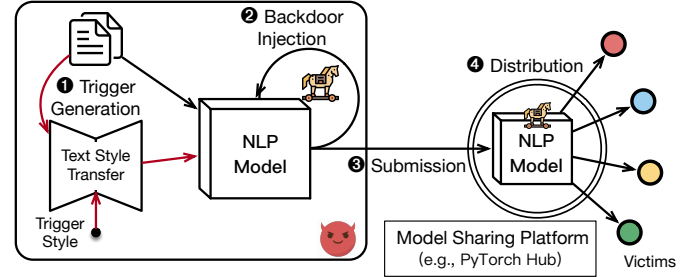 ❷ Backdoor
Injection
❶ Trigger
Generation
Text Style
Transfer
Trigger
Style
NLP
Model
❸ Submission
❹ Distribution
NLP
Model
Model Sharing Platform
(e.g., PyTorch Hub)
Victims